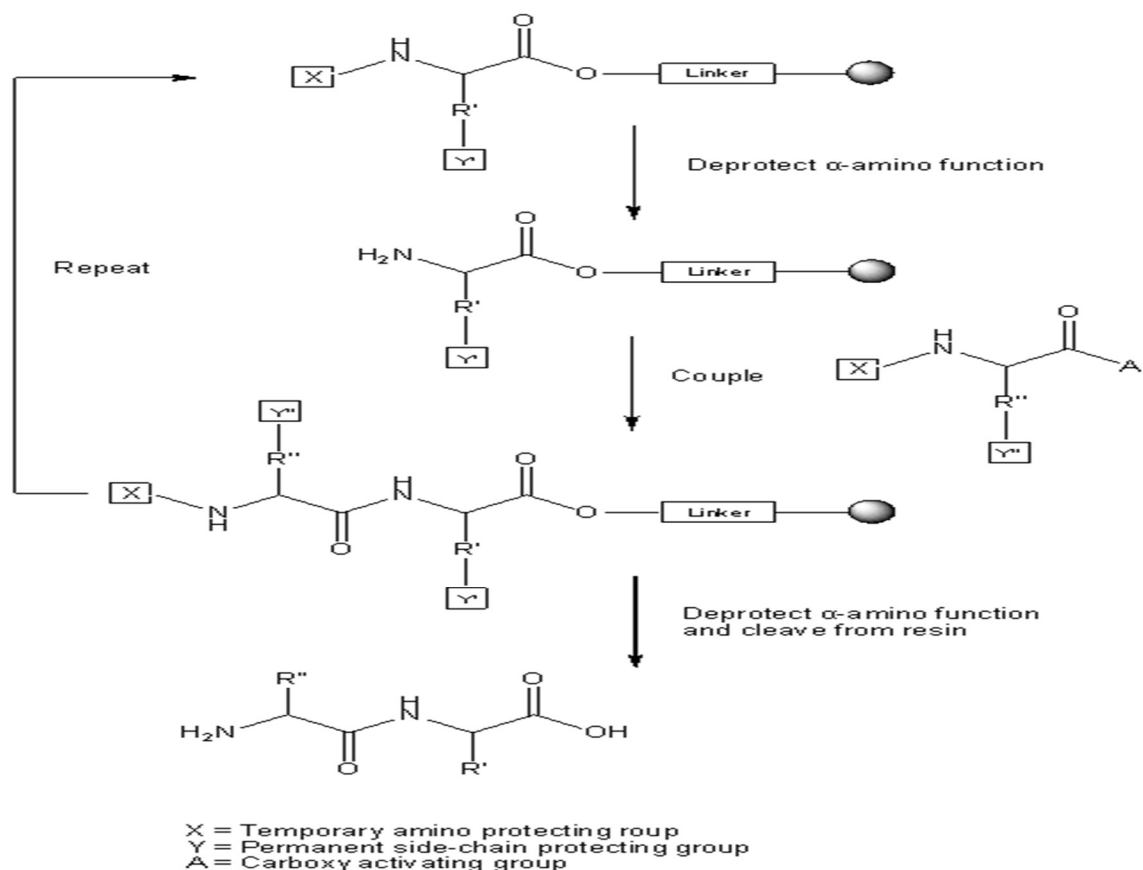 H
N
O
X
O
Linker
R'
Y'
Deprotect α-amino function
O
H₂N
O
Linker
R'
Y'
Repeat
Couple
O
H
N
X
A
R''
Y''
Y''
R''
O
H
N
X
N
H
O
O
Linker
R'
Y'
Deprotect α-amino function
and cleave from resin
R''
O
H
N
H₂N
OH
O
R'
X = Temporary amino protecting roup
Y = Permanent side-chain protecting group
A = Carboxy activating group